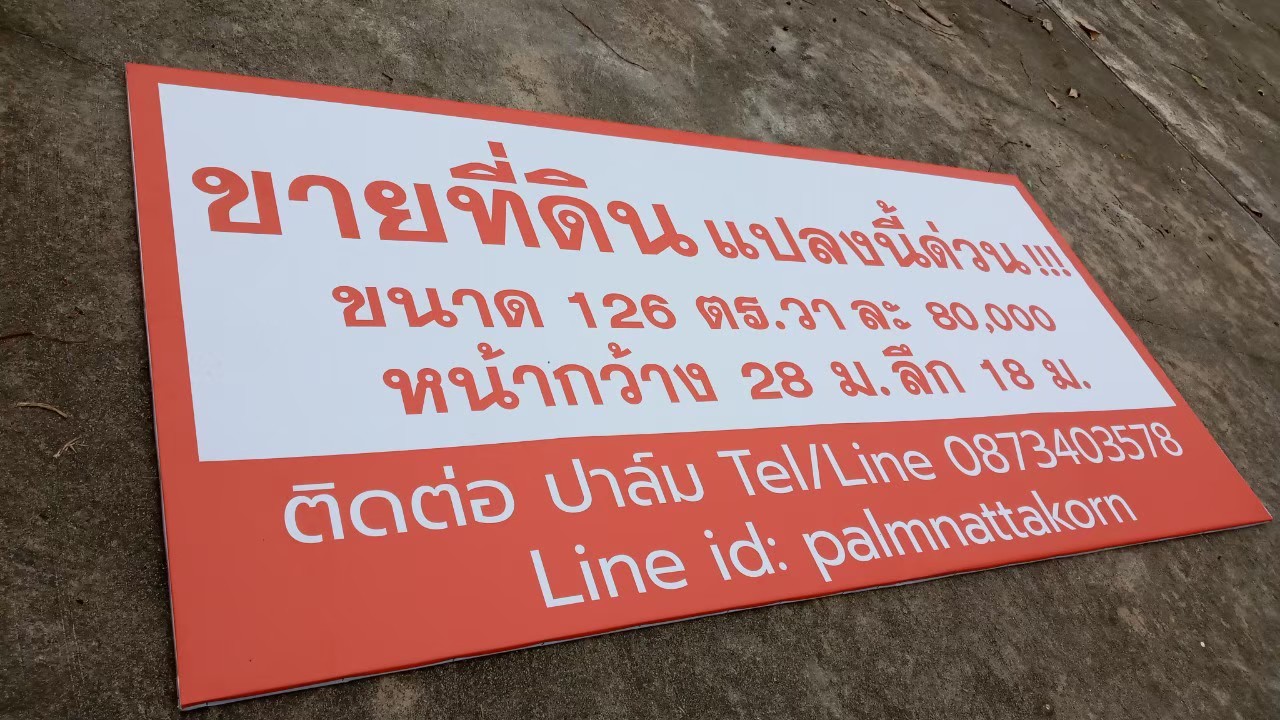 ขายที่ดิน แปลงนี้ด่วน !!!
ขนาด 126 ตร.วา ละ 80,000
หน้ากว้าง 28 ม. ลึก 18 ม.
ติดต่อ ปาล์ม Tel/Line 0873403578
Line id: palmnattakorn